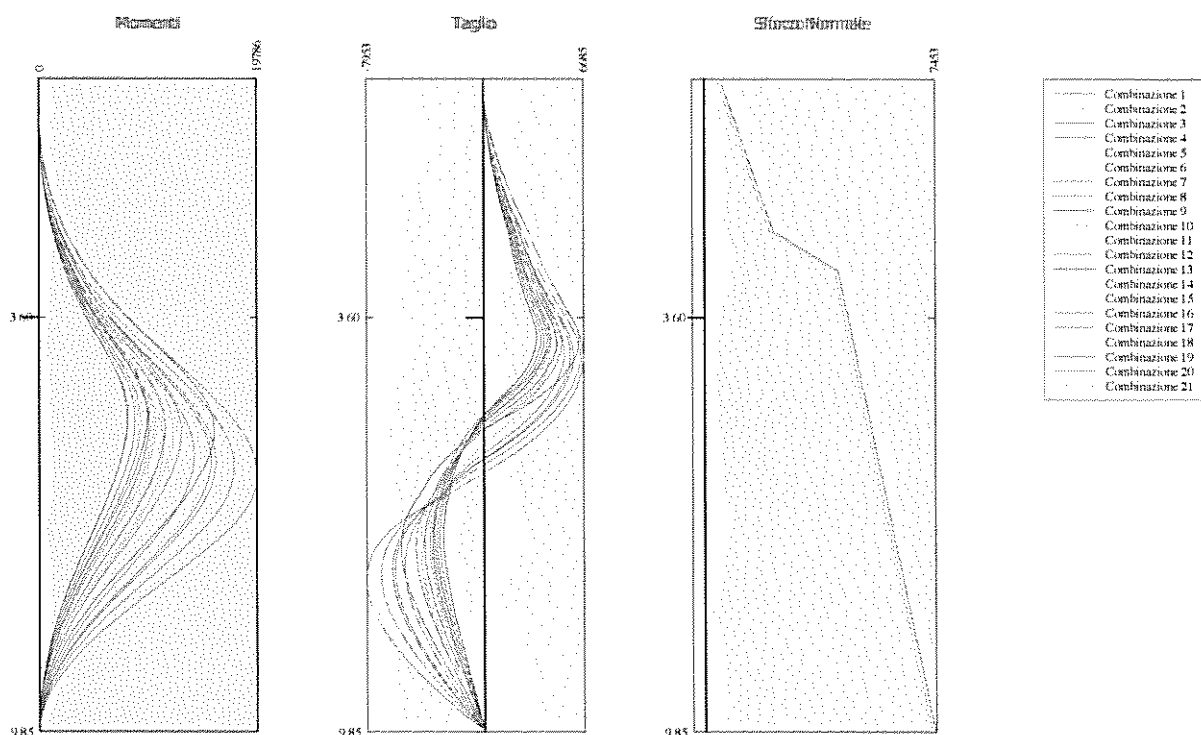 Momenti
Taglio
Sforzo Normale
0
19786
-7953
6685
7453
3.60
3.60
3.60
9.85
9.85
9.85
Combinazione 1
Combinazione 2
Combinazione 3
Combinazione 4
Combinazione 5
Combinazione 6
Combinazione 7
Combinazione 8
Combinazione 9
Combinazione 10
Combinazione 11
Combinazione 12
Combinazione 13
Combinazione 14
Combinazione 15
Combinazione 16
Combinazione 17
Combinazione 18
Combinazione 19
Combinazione 20
Combinazione 21